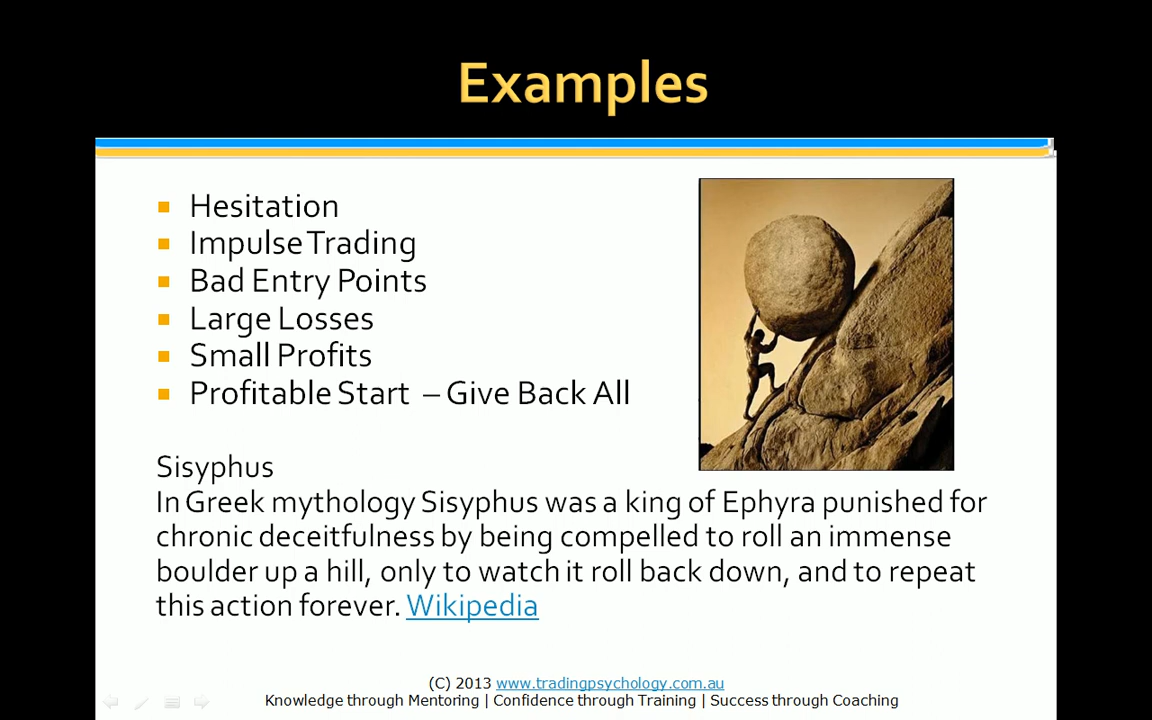 Examples
Hesitation
Impulse Trading
Bad Entry Points
Large Losses
Small Profits
Profitable Start – Give Back All
Sisyphus
In Greek mythology Sisyphus was a king of Ephyra punished for
chronic deceitfulness by being compelled to roll an immense
boulder up a hill, only to watch it roll back down, and to repeat
this action forever. Wikipedia
(C) 2013 www.tradingpsychology.com.au
Knowledge through Mentoring | Confidence through Training | Success through Coaching